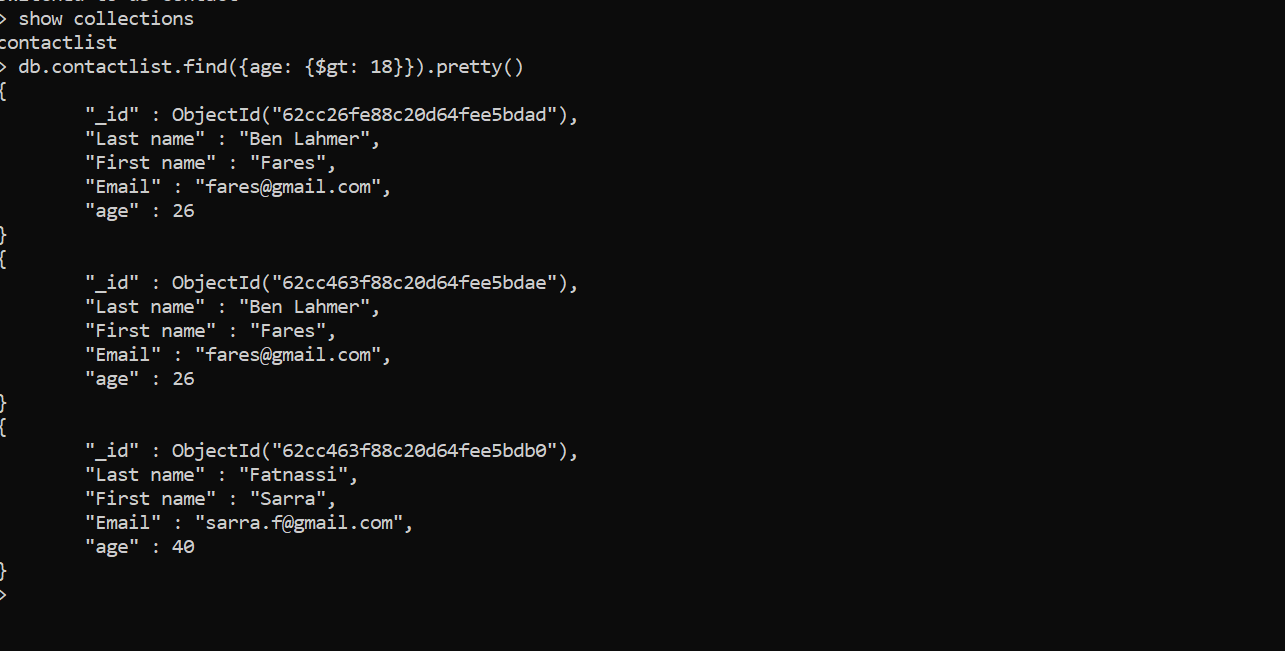 > show collections
contactlist
> db.contactlist.find({age: {$gt: 18}}).pretty()
{
        "_id" : ObjectId("62cc26fe88c20d64fee5bdad"),
        "Last name" : "Ben Lahmer",
        "First name" : "Fares",
        "Email" : "fares@gmail.com",
        "age" : 26
}
{
        "_id" : ObjectId("62cc463f88c20d64fee5bdae"),
        "Last name" : "Ben Lahmer",
        "First name" : "Fares",
        "Email" : "fares@gmail.com",
        "age" : 26
}
{
        "_id" : ObjectId("62cc463f88c20d64fee5bdb0"),
        "Last name" : "Fatnassi",
        "First name" : "Sarra",
        "Email" : "sarra.f@gmail.com",
        "age" : 40
}
>